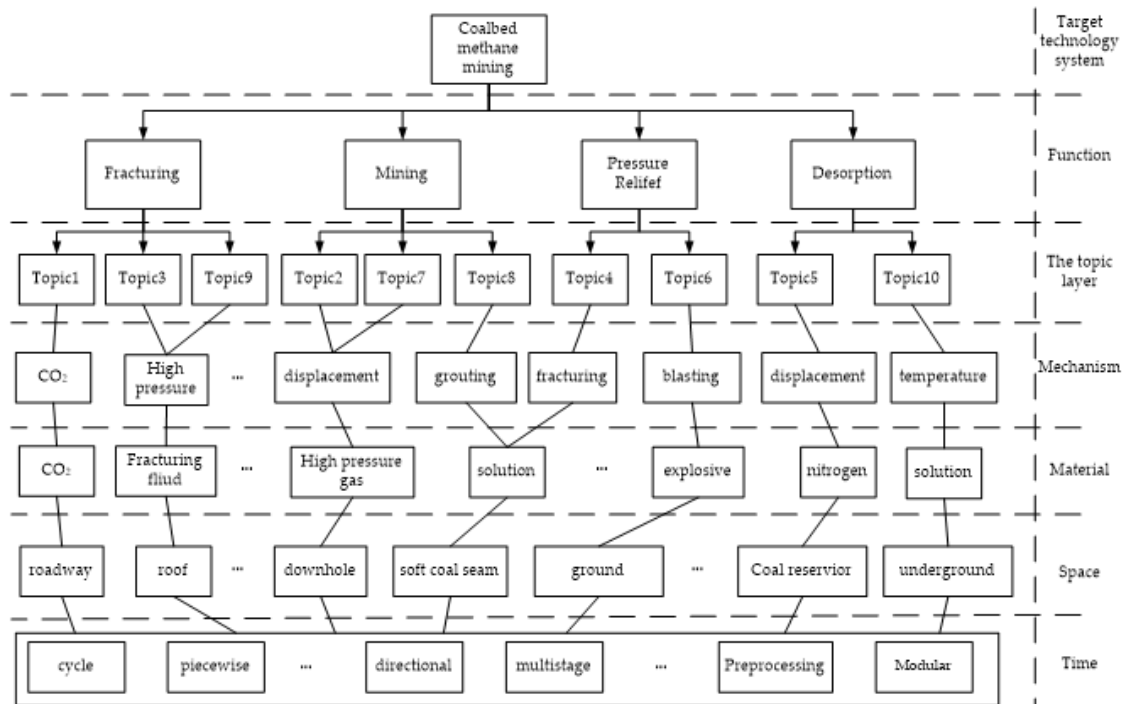 Coalbed
methane
mining
Target
technology
system
Fracturing
Mining
Pressure
Relifef
Desorption
Function
Topic1
Topic3
Topic9
Topic2
Topic7
Topic8
Topic4
Topic6
Topic5
Topic10
The topic
layer
CO₂
High
pressure
...
displacement
grouting
fracturing
blasting
displacement
temperature
Mechanism
CO₂
Fracturing
fliud
...
High pressure
gas
solution
...
explosive
nitrogen
solution
Material
roadway
roof
...
downhole
soft coal seam
ground
...
Coal reservior
underground
Space
cycle
piecewise
...
directional
multistage
...
Preprocessing
Modular
Time